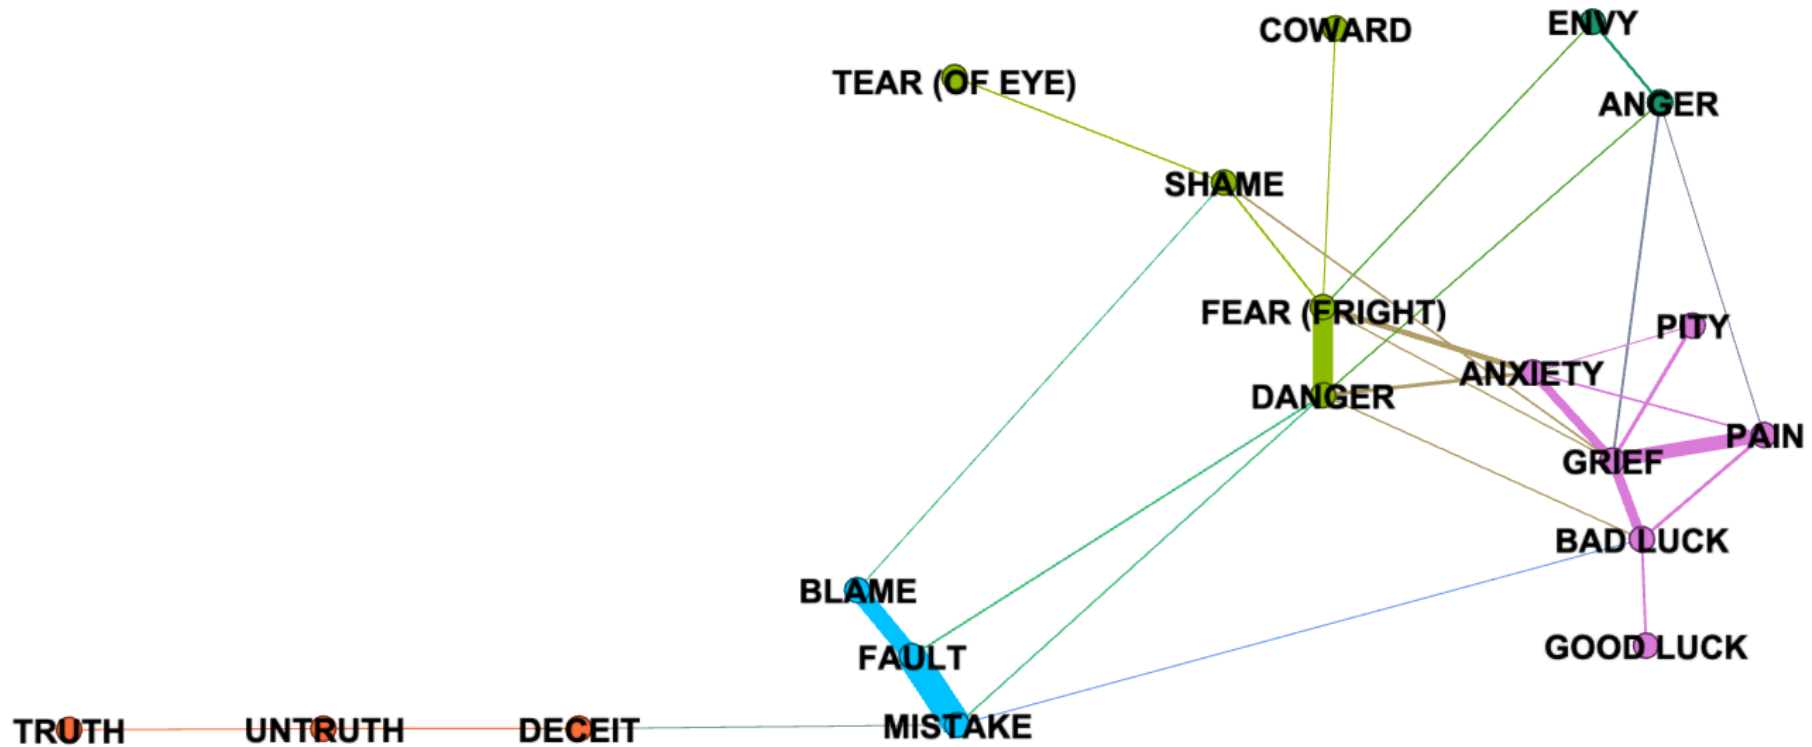 ENVY
COWARD
TEAR (OF EYE)
ANGER
SHAME
FEAR (FRIGHT)
PITY
ANXIETY
DANGER
PAIN
GRIEF
BAD LUCK
BLAME
GOOD LUCK
FAULT
MISTAKE
TRUTH
UNTRUTH
DECEIT